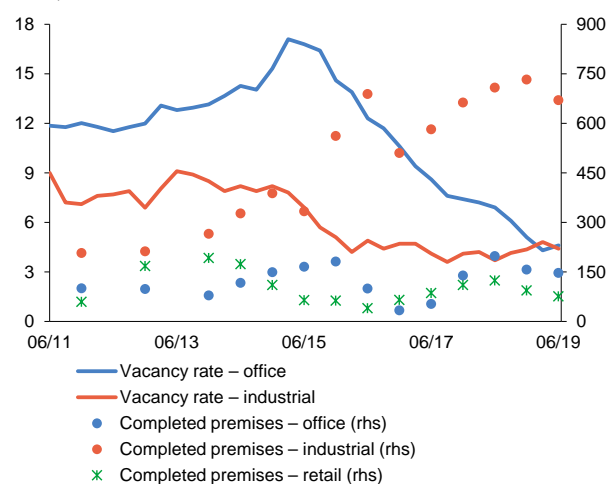 18 900
15 750
12 600
9 450
6 300
3 150
0 0
06/11 06/13 06/15 06/17 06/19
Vacancy rate – office
Vacancy rate – industrial
Completed premises – office (rhs)
Completed premises – industrial (rhs)
Completed premises – retail (rhs)